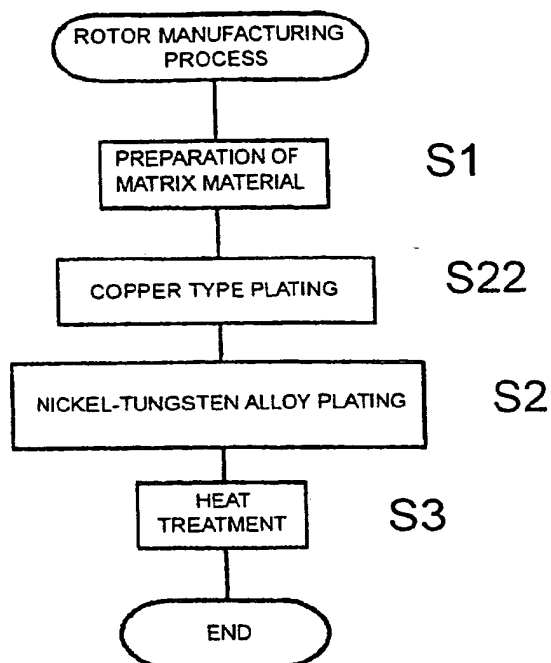 ROTOR MANUFACTURING
PROCESS
PREPARATION OF
MATRIX MATERIAL
S1
COPPER TYPE PLATING
S22
NICKEL-TUNGSTEN ALLOY PLATING
S2
HEAT
TREATMENT
S3
END